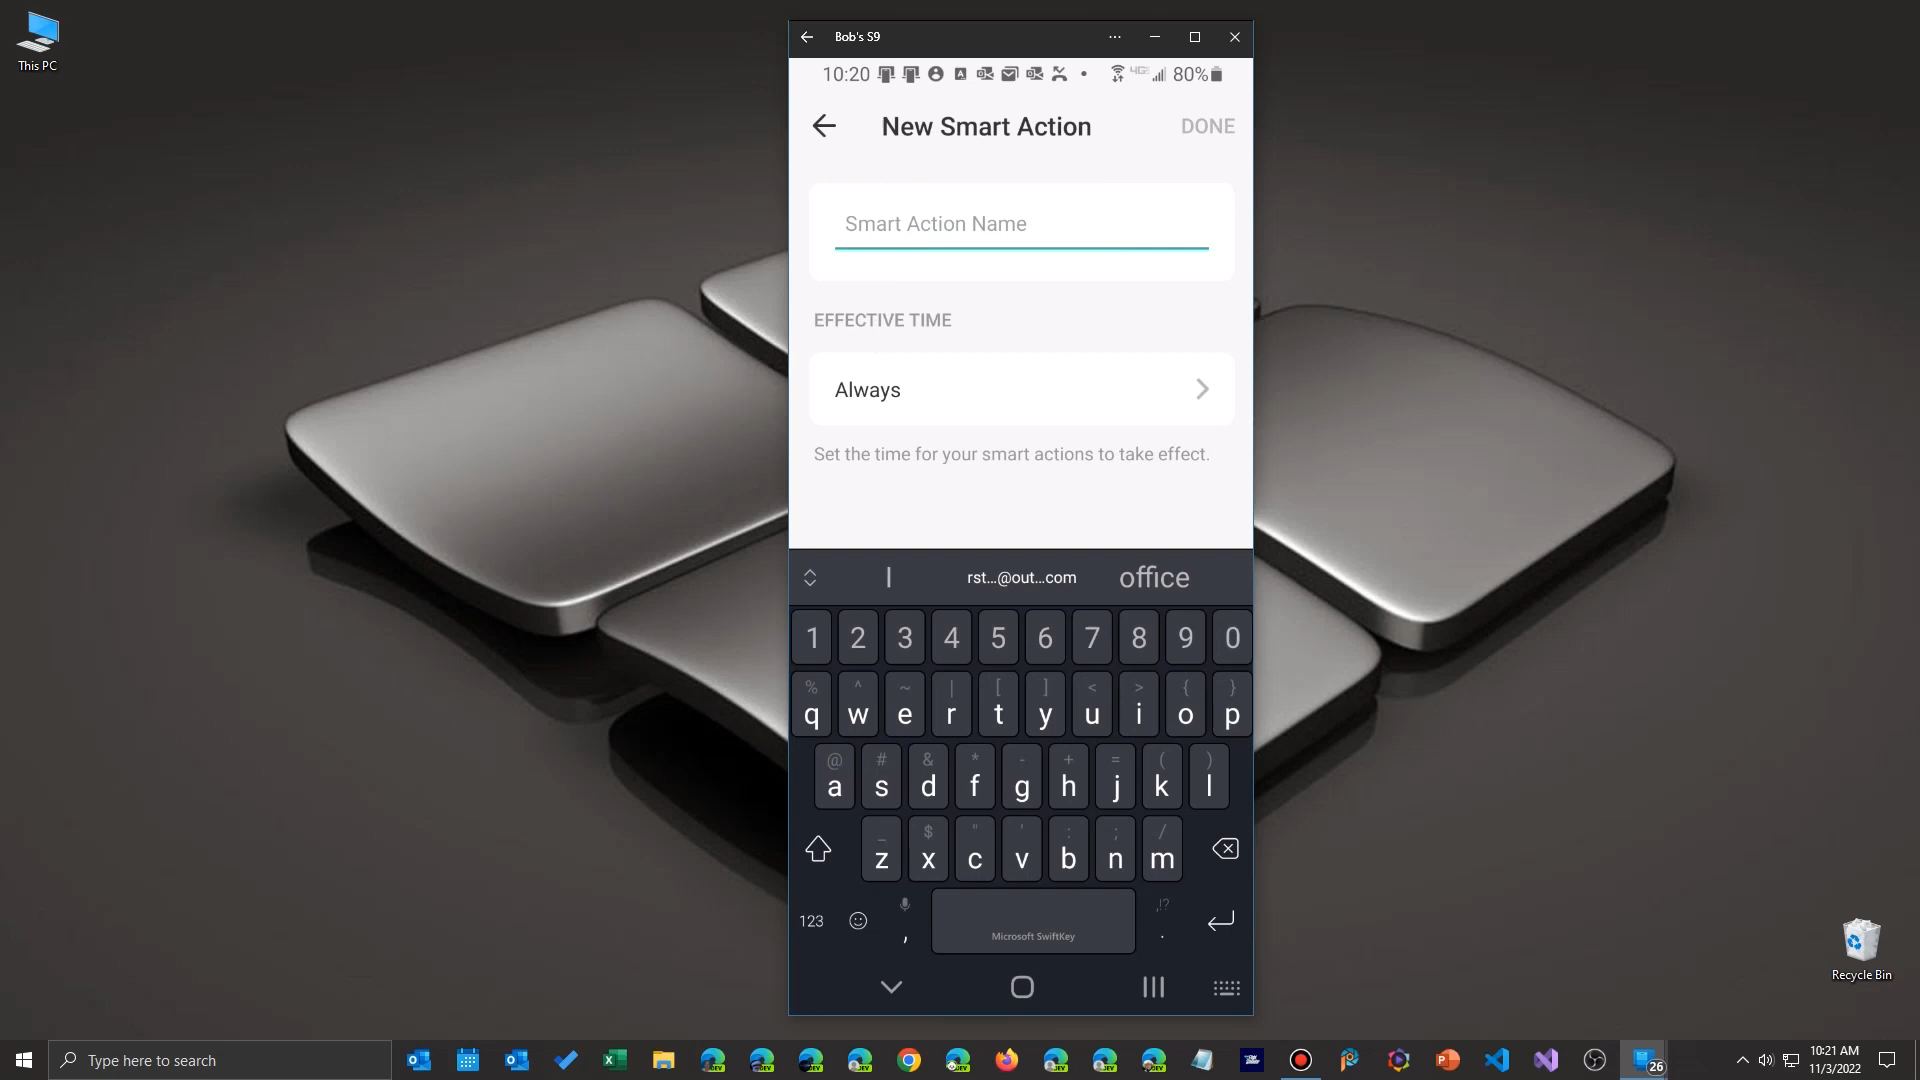 This PC
Bob's S9
10:20
80%
New Smart Action
DONE
Smart Action Name
EFFECTIVE TIME
Always
Set the time for your smart actions to take effect.
rst...@out...com office
1 2 3 4 5 6 7 8 9 0
% ^ ~ | [ ] < > { }
q w e r t y u i o p
@ # & * - + = ( )
a s d f g h j k l
_ $ " ' : ; /
z x c v b n m
,!?
123 , .
Microsoft SwiftKey
Recycle Bin
Type here to search
26
10:21 AM
11/3/2022